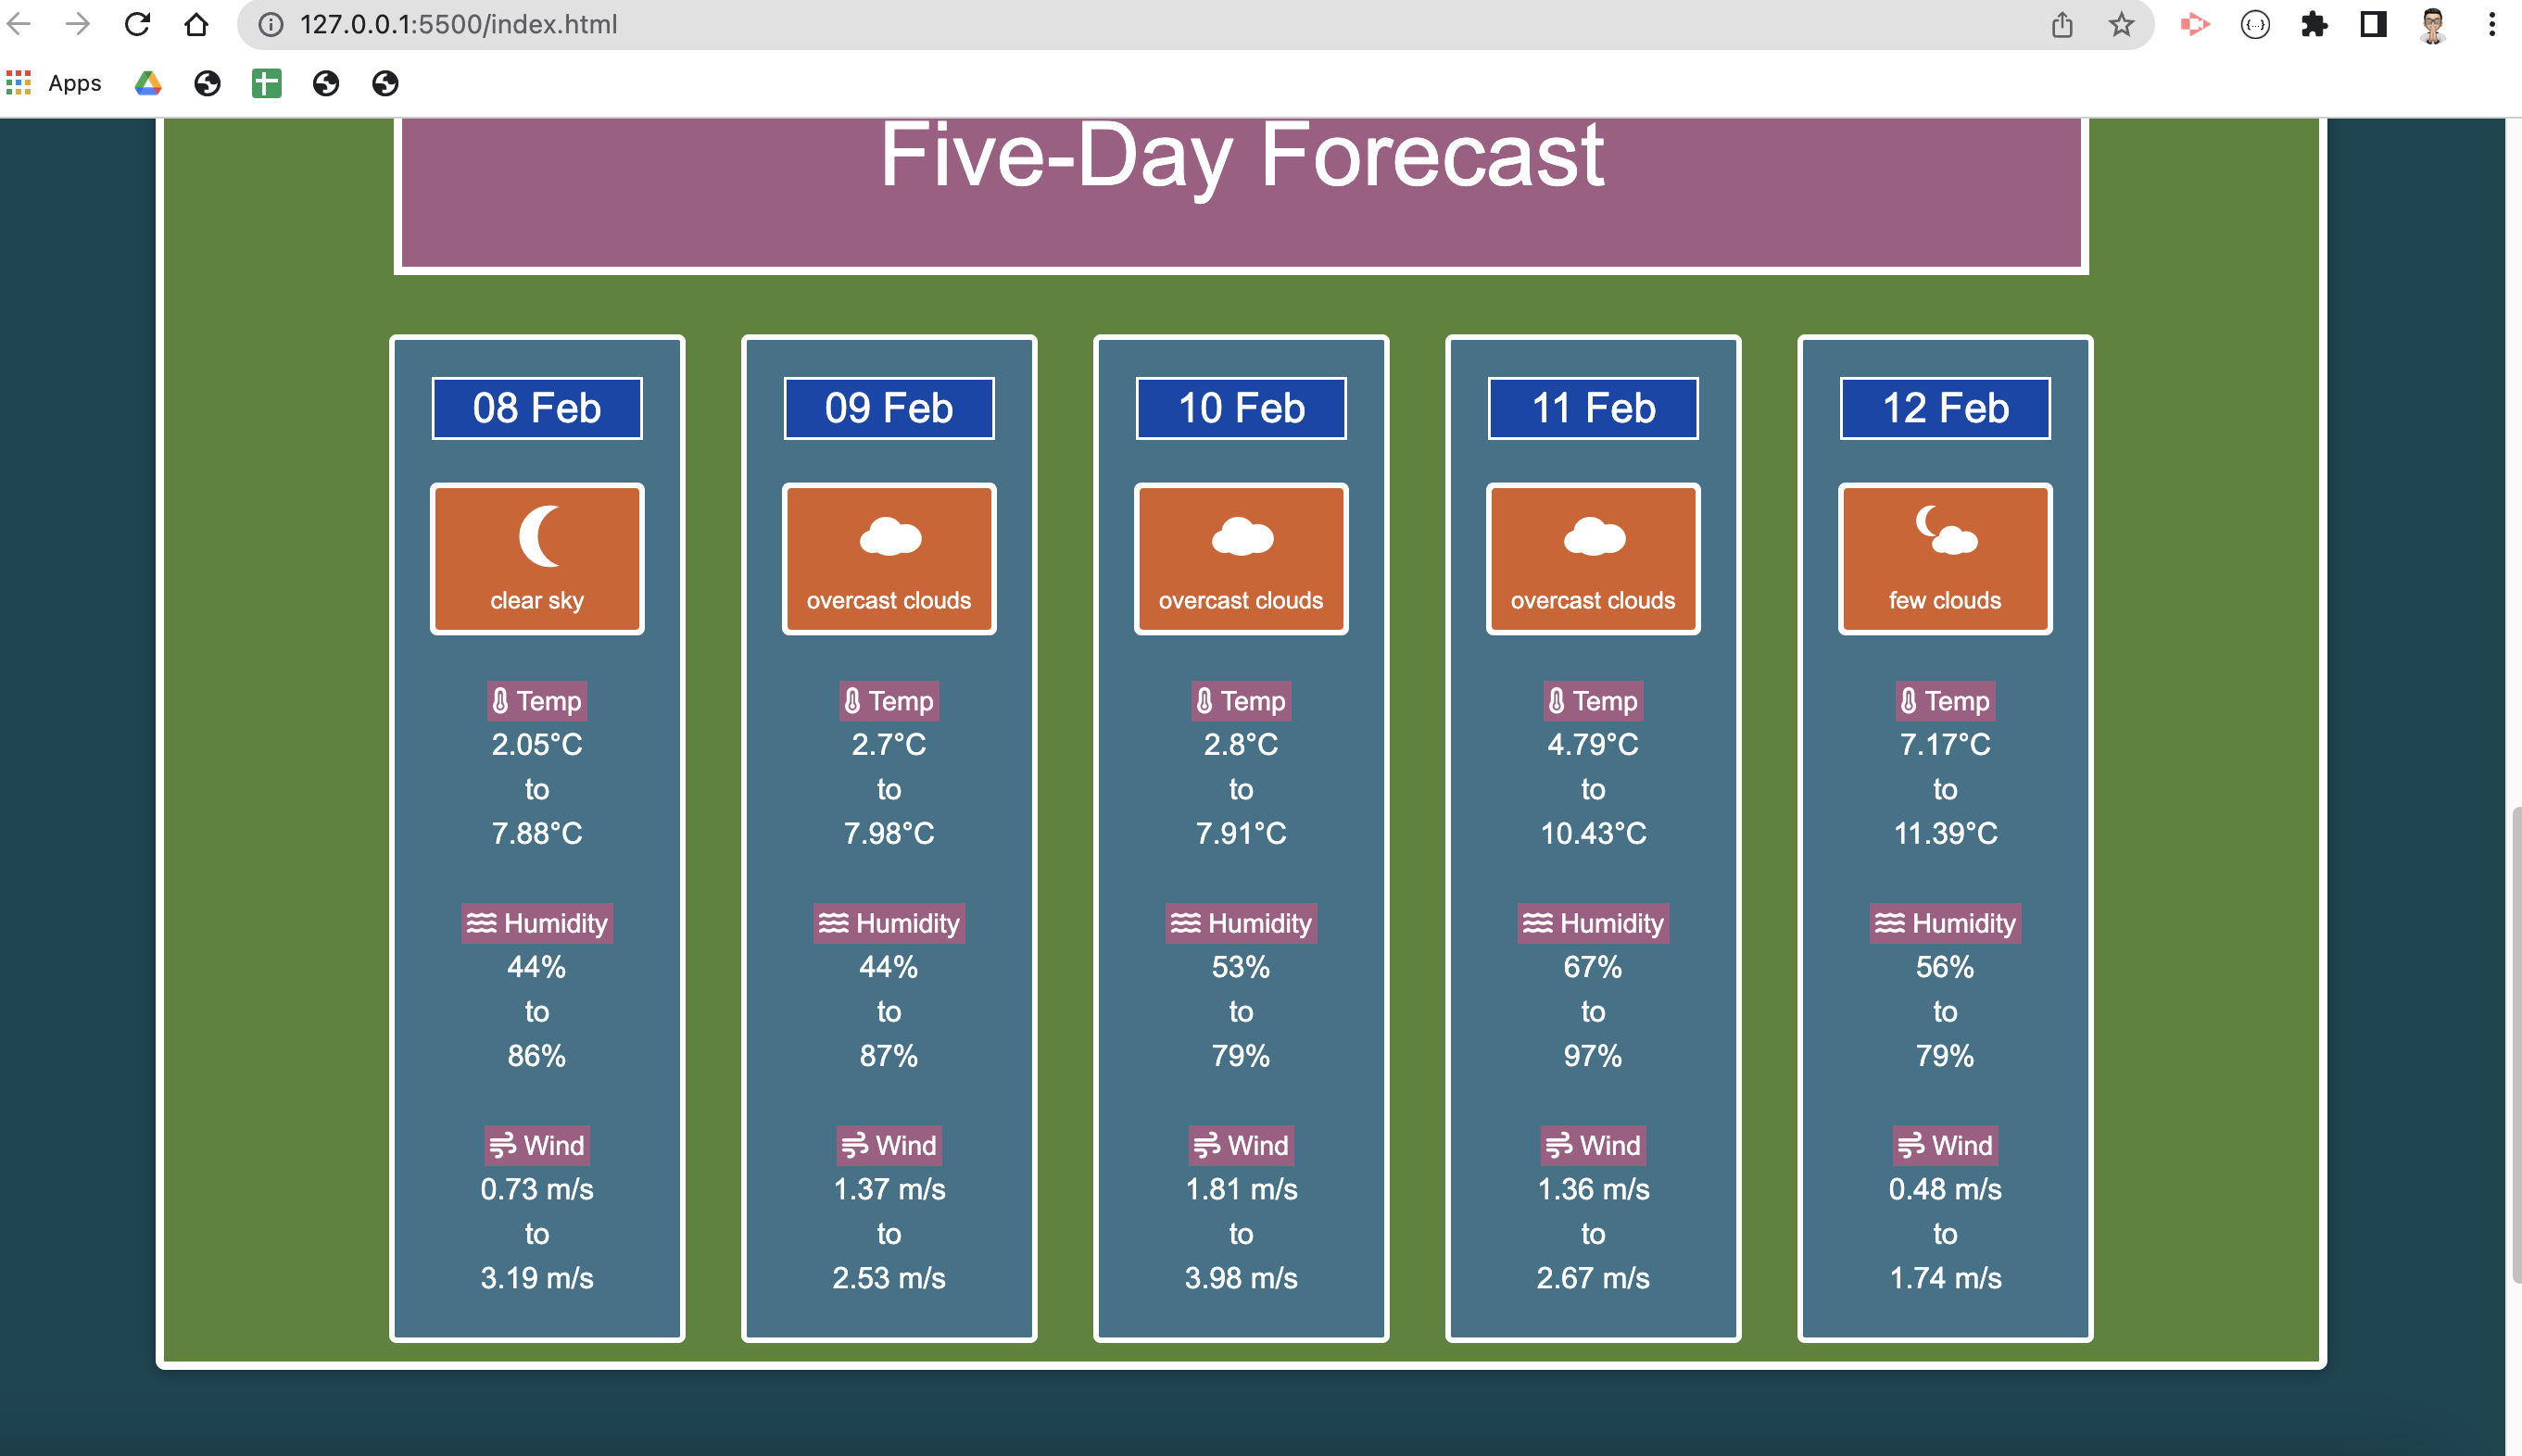 127.0.0.1:5500/index.html
Apps
Five-Day Forecast
08 Feb
clear sky
Temp
2.05°C
to
7.88°C
Humidity
44%
to
86%
Wind
0.73 m/s
to
3.19 m/s
09 Feb
overcast clouds
Temp
2.7°C
to
7.98°C
Humidity
44%
to
87%
Wind
1.37 m/s
to
2.53 m/s
10 Feb
overcast clouds
Temp
2.8°C
to
7.91°C
Humidity
53%
to
79%
Wind
1.81 m/s
to
3.98 m/s
11 Feb
overcast clouds
Temp
4.79°C
to
10.43°C
Humidity
67%
to
97%
Wind
1.36 m/s
to
2.67 m/s
12 Feb
few clouds
Temp
7.17°C
to
11.39°C
Humidity
56%
to
79%
Wind
0.48 m/s
to
1.74 m/s